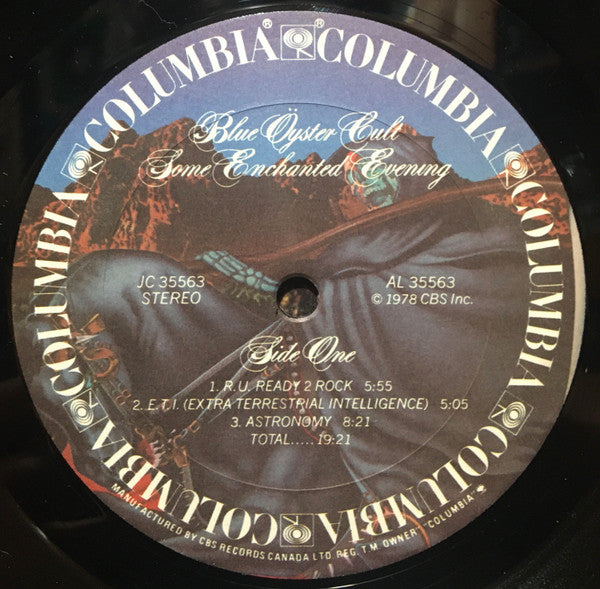 COLUMBIA® COLUMBIA® COLUMBIA COLUMBIA COLUMBIA COLUMBIA COLUMBIA COLUMBIA
Blue Öyster Cult
Some Enchanted Evening
JC 35563
STEREO
AL 35563
© 1978 CBS Inc.
Side One
1. R.U. READY 2 ROCK 5:55
2. E.T.I. (EXTRA TERRESTRIAL INTELLIGENCE) 5:05
3. ASTRONOMY 8:21
TOTAL.....19:21
MANUFACTURED BY CBS RECORDS CANADA LTD. REG. T.M. OWNER "COLUMBIA"